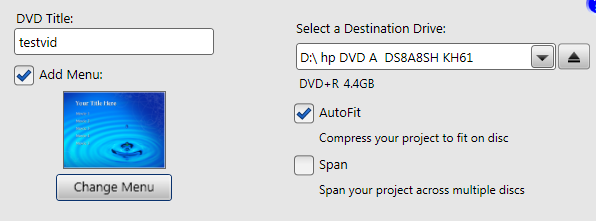 DVD Title:
testvid
Add Menu:
Your Title Here
Change Menu
Select a Destination Drive:
D:\ hp DVD A  DS8A8SH KH61
DVD+R 4.4GB
AutoFit
Compress your project to fit on disc
Span
Span your project across multiple discs